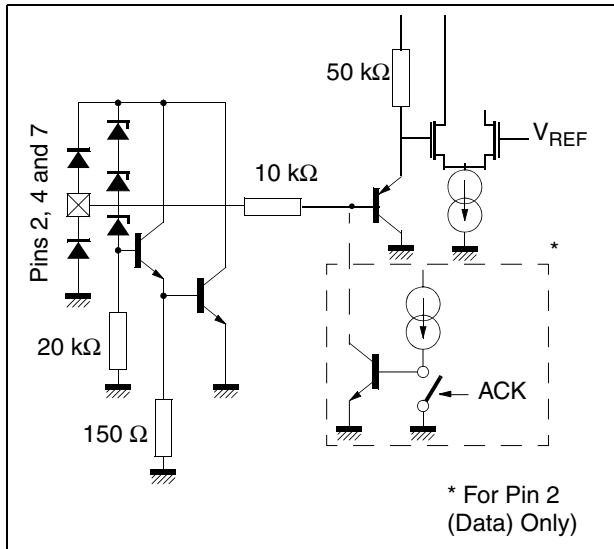 50 kΩ
V_REF
10 kΩ
Pins 2, 4 and 7
*
20 kΩ
ACK
150 Ω
* For Pin 2
(Data) Only)